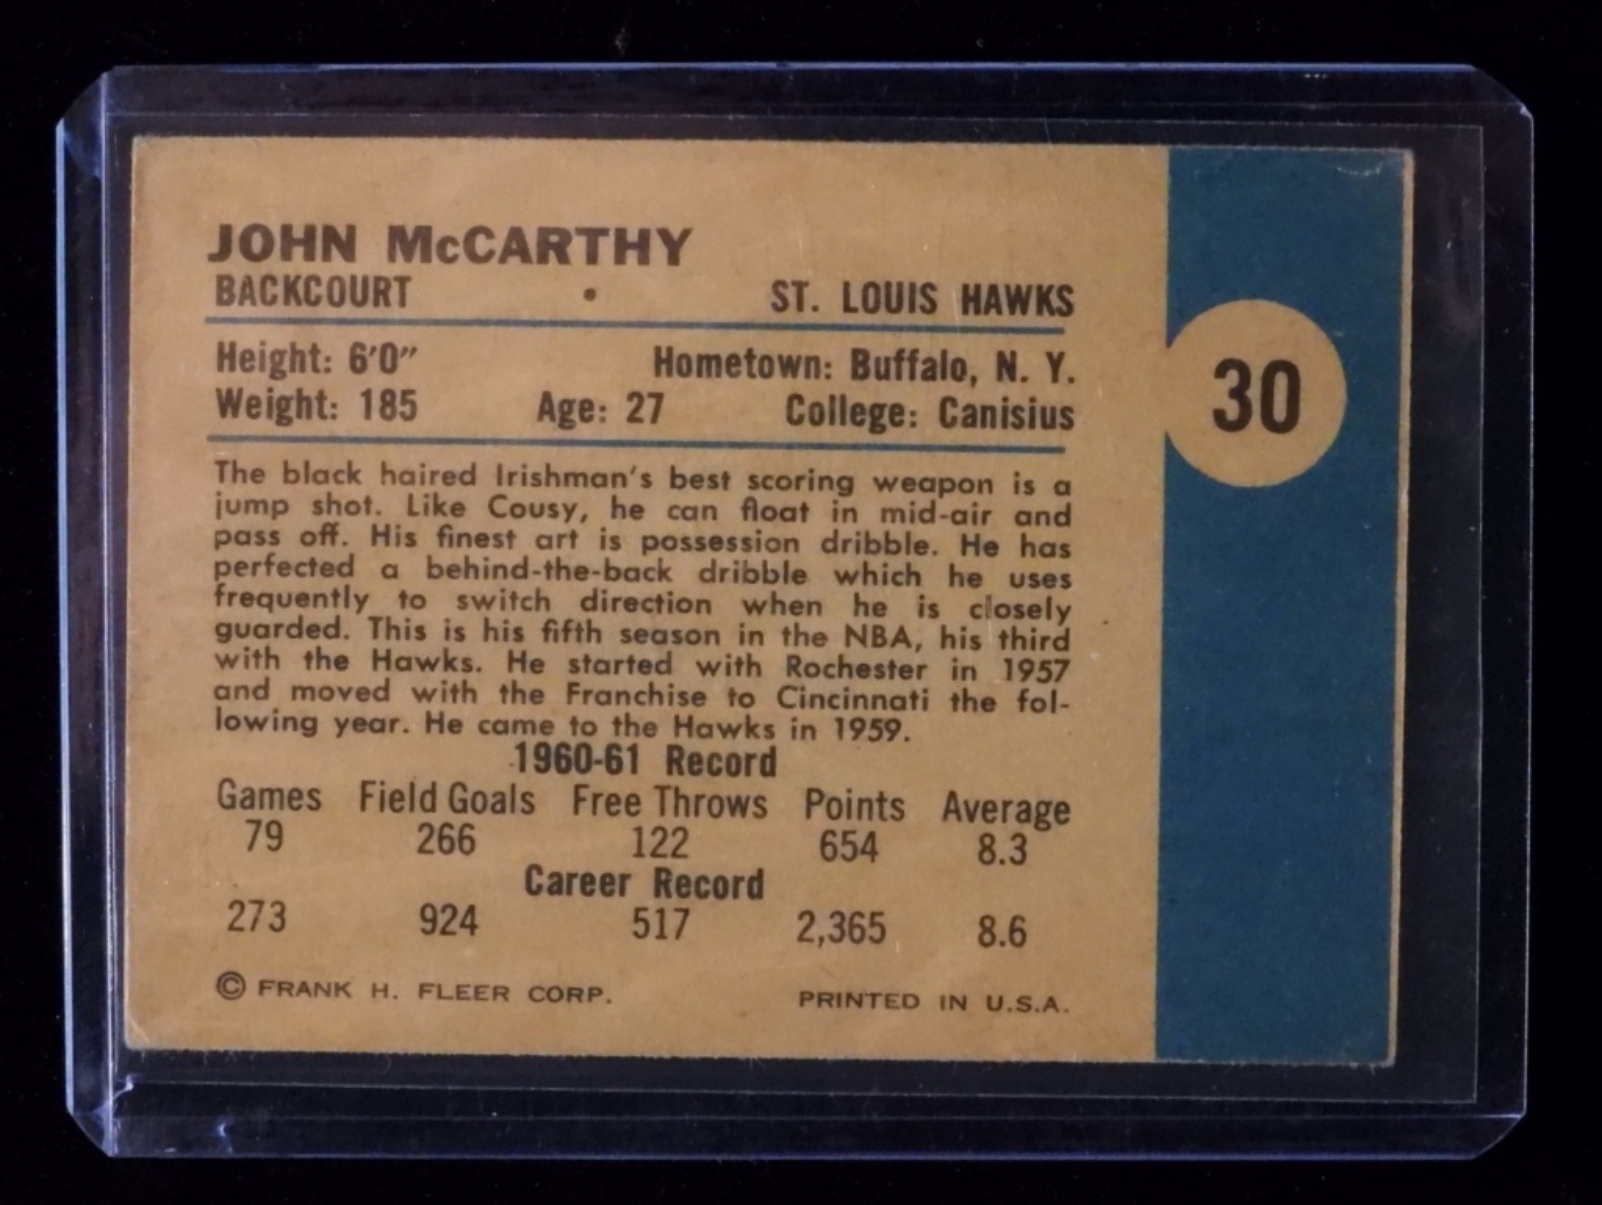 JOHN McCARTHY
BACKCOURT • ST. LOUIS HAWKS
Height: 6'0" Hometown: Buffalo, N. Y.
Weight: 185 Age: 27 College: Canisius
30
The black haired Irishman's best scoring weapon is a
jump shot. Like Cousy, he can float in mid-air and
pass off. His finest art is possession dribble. He has
perfected a behind-the-back dribble which he uses
frequently to switch direction when he is closely
guarded. This is his fifth season in the NBA, his third
with the Hawks. He started with Rochester in 1957
and moved with the Franchise to Cincinnati the fol-
lowing year. He came to the Hawks in 1959.
1960-61 Record
Games Field Goals Free Throws Points Average
79 266 122 654 8.3
Career Record
273 924 517 2,365 8.6
© FRANK H. FLEER CORP. PRINTED IN U.S.A.